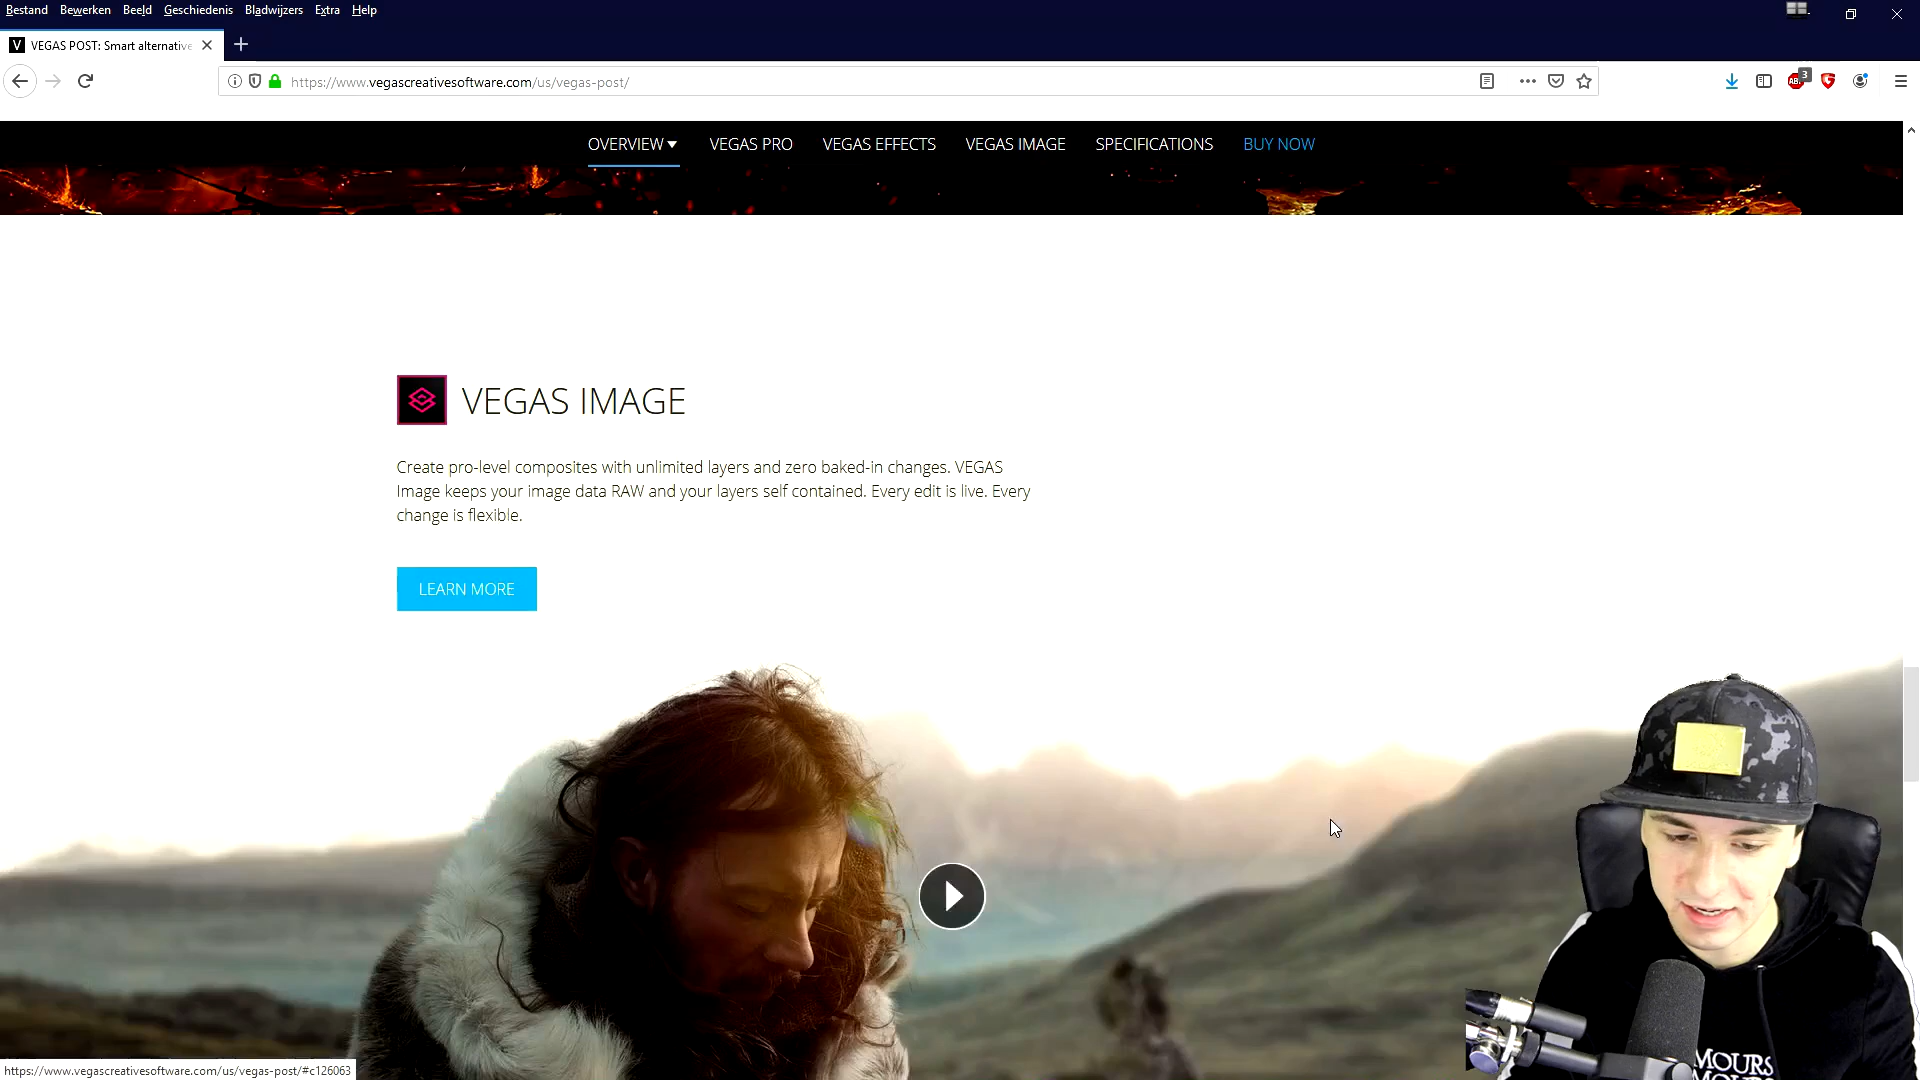 Bestand Bewerken Beeld Geschiedenis Bladwijzers Extra Help
V VEGAS POST: Smart alternative
https://www.vegascreativesoftware.com/us/vegas-post/
ABP 3
OVERVIEW VEGAS PRO VEGAS EFFECTS VEGAS IMAGE SPECIFICATIONS BUY NOW
VEGAS IMAGE
Create pro-level composites with unlimited layers and zero baked-in changes. VEGAS
Image keeps your image data RAW and your layers self contained. Every edit is live. Every
change is flexible.
LEARN MORE
MOURS
https://www.vegascreativesoftware.com/us/vegas-post/#c126063